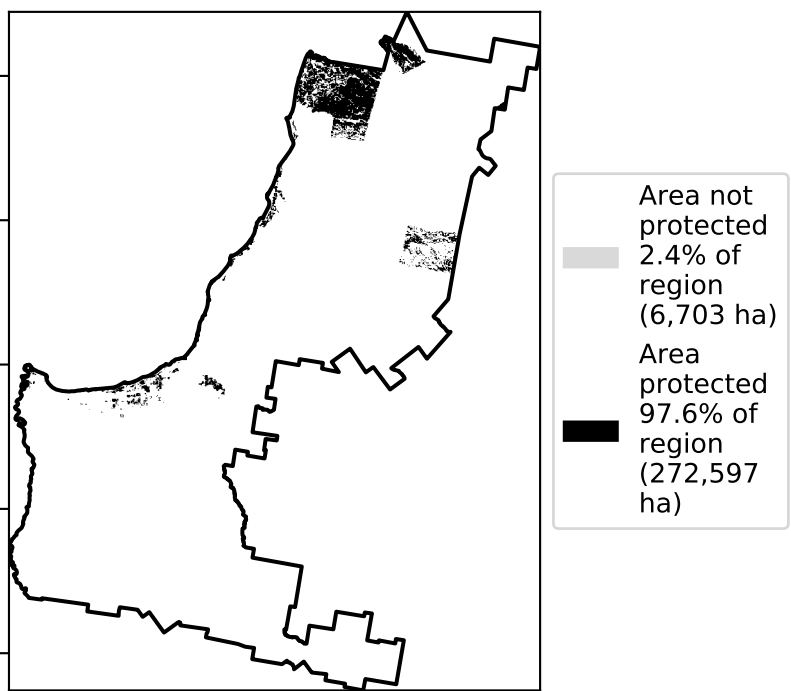 Area not
protected
2.4% of
region
(6,703 ha)
Area
protected
97.6% of
region
(272,597
ha)